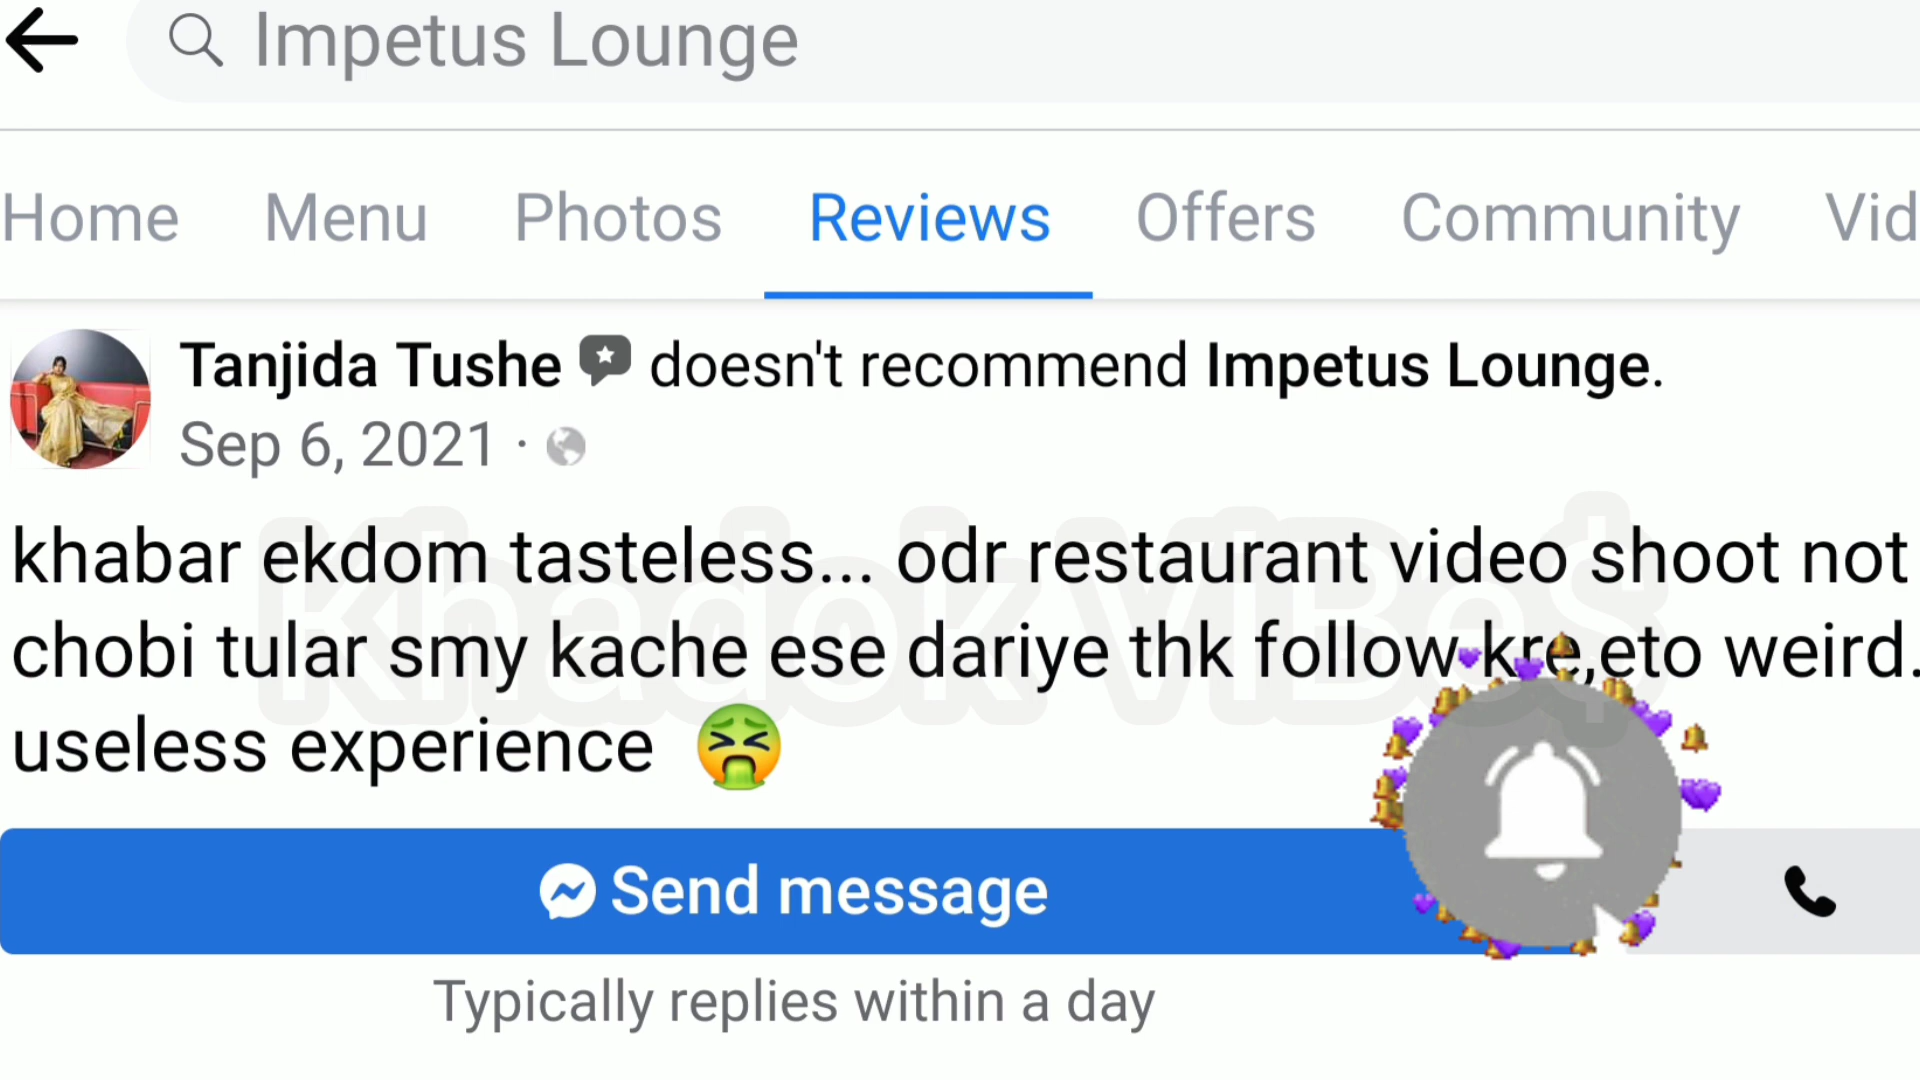 Impetus Lounge
Home Menu Photos Reviews Offers Community Vid
Tanjida Tushe doesn't recommend Impetus Lounge.
Sep 6, 2021 ·
khabar ekdom tasteless... odr restaurant video shoot not
chobi tular smy kache ese dariye thk follow kre,eto weird.
useless experience 🤮
Khadok VIBe$
Send message
Typically replies within a day